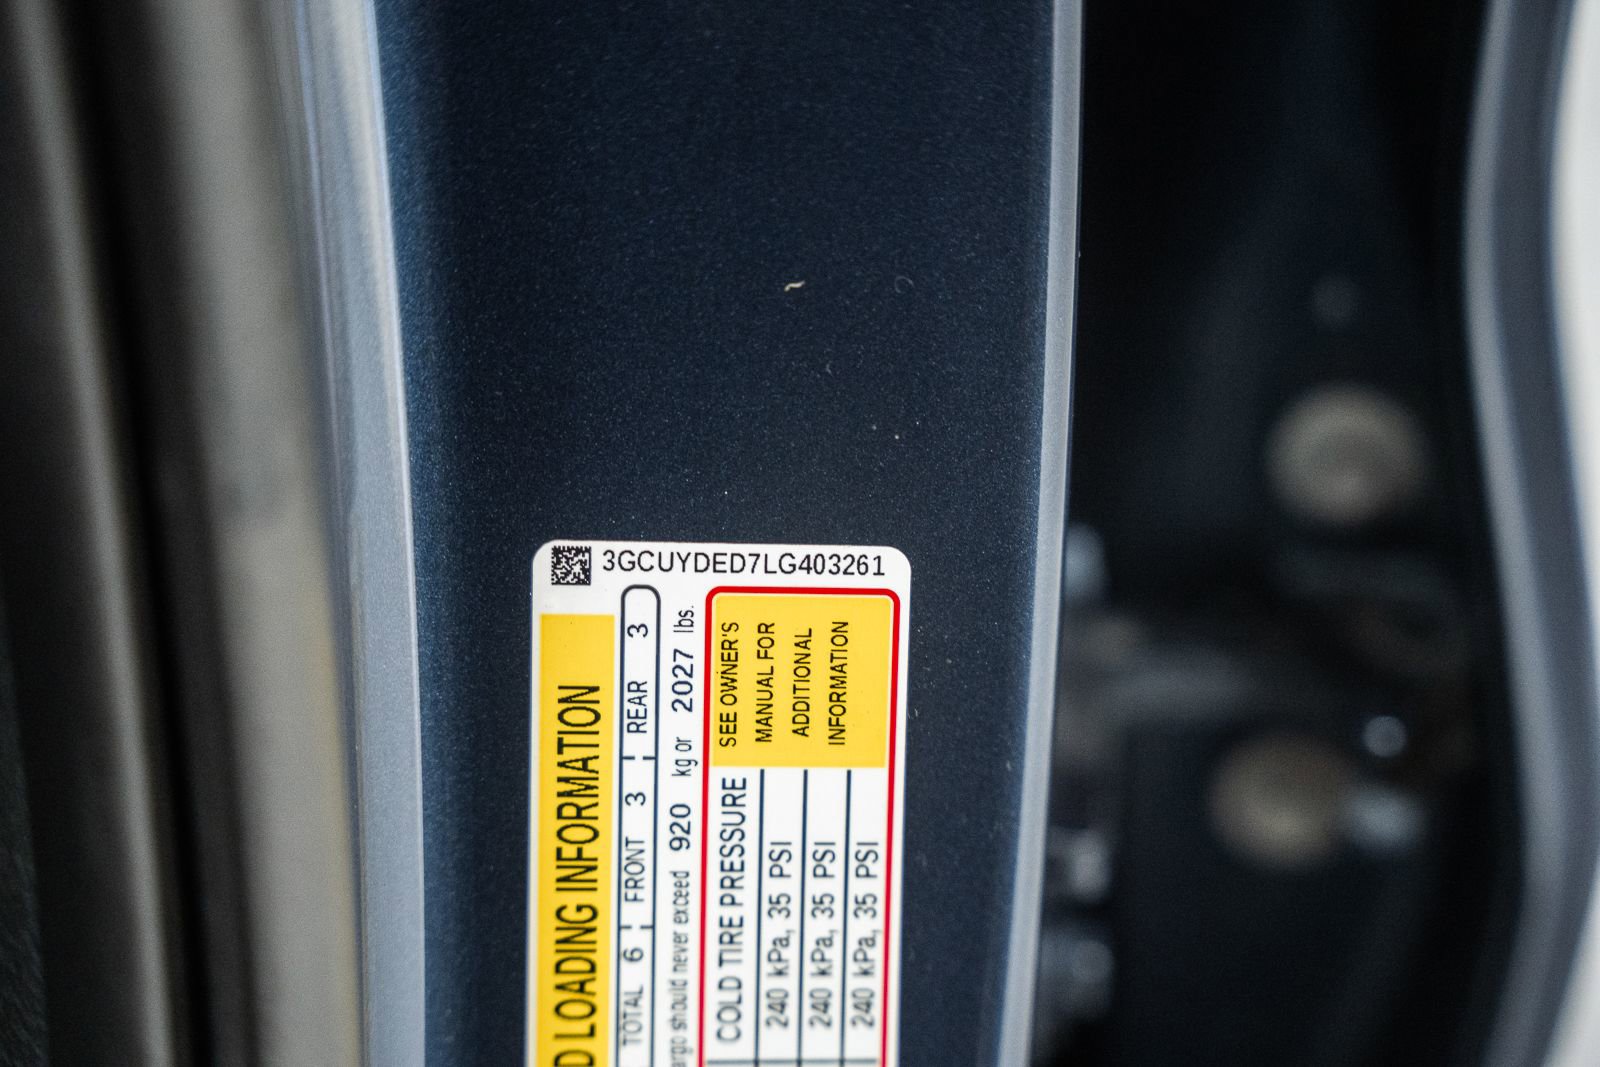 3GCUYDED7LG403261
D LOADING INFORMATION
TOTAL 6 FRONT 3 REAR 3
argo should never exceed 920 kg or 2027 lbs.
COLD TIRE PRESSURE
240 kPa, 35 PSI
240 kPa, 35 PSI
240 kPa, 35 PSI
SEE OWNER'S
MANUAL FOR
ADDITIONAL
INFORMATION